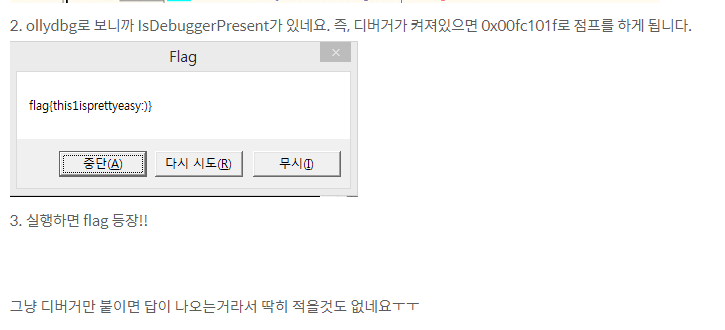 2. ollydbg로 보니까 IsDebuggerPresent가 있네요. 즉, 디버거가 켜져있으면 0x00fc101f로 점프를 하게 됩니다.
Flag
flag{this1isprettyeasy:)}
중단(A) 다시 시도(R) 무시(I)
3. 실행하면 flag 등장!!
그냥 디버거만 붙이면 답이 나오는거라서 딱히 적을것도 없네요ㅜㅜ